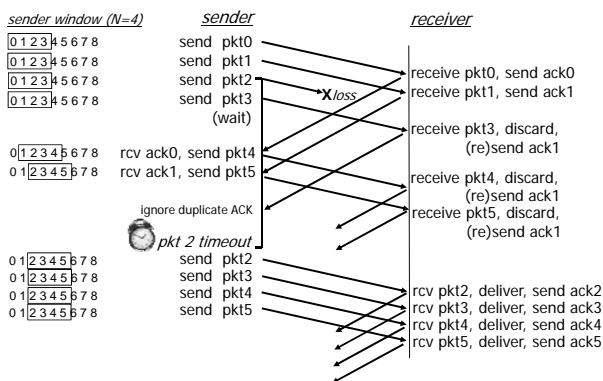 sender window (N=4)
sender
receiver
0 1 2 3 4 5 6 7 8
send pkt0
0 1 2 3 4 5 6 7 8
send pkt1
0 1 2 3 4 5 6 7 8
send pkt2
0 1 2 3 4 5 6 7 8
send pkt3
(wait)
Xloss
receive pkt0, send ack0
receive pkt1, send ack1
receive pkt3, discard,
(re)send ack1
0 1 2 3 4 5 6 7 8
rcv ack0, send pkt4
0 1 2 3 4 5 6 7 8
rcv ack1, send pkt5
receive pkt4, discard,
(re)send ack1
receive pkt5, discard,
(re)send ack1
ignore duplicate ACK
pkt 2 timeout
0 1 2 3 4 5 6 7 8
send pkt2
0 1 2 3 4 5 6 7 8
send pkt3
0 1 2 3 4 5 6 7 8
send pkt4
0 1 2 3 4 5 6 7 8
send pkt5
rcv pkt2, deliver, send ack2
rcv pkt3, deliver, send ack3
rcv pkt4, deliver, send ack4
rcv pkt5, deliver, send ack5